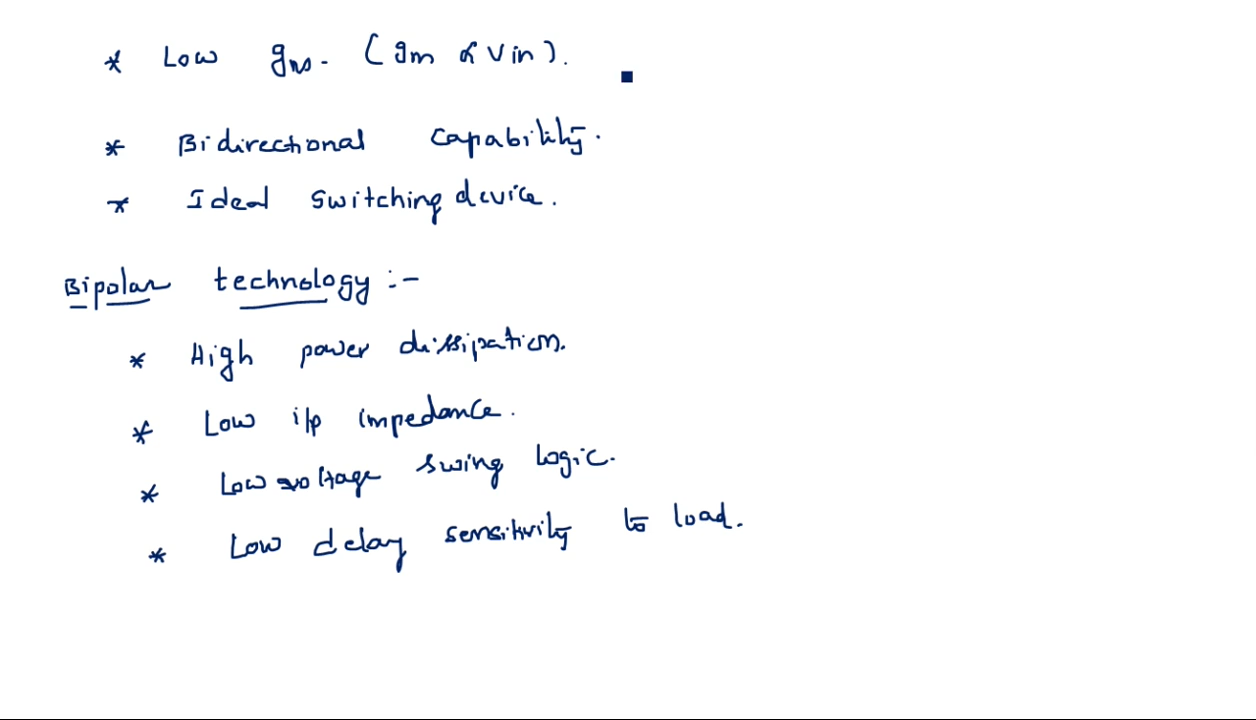 * Low gm. (gm α Vin).
* Bidirectional capability.
* Ideal switching device.
Bipolar technology :-
* High power dissipation.
* Low i/p impedance.
* Low voltage swing logic.
* Low delay sensitivity to load.